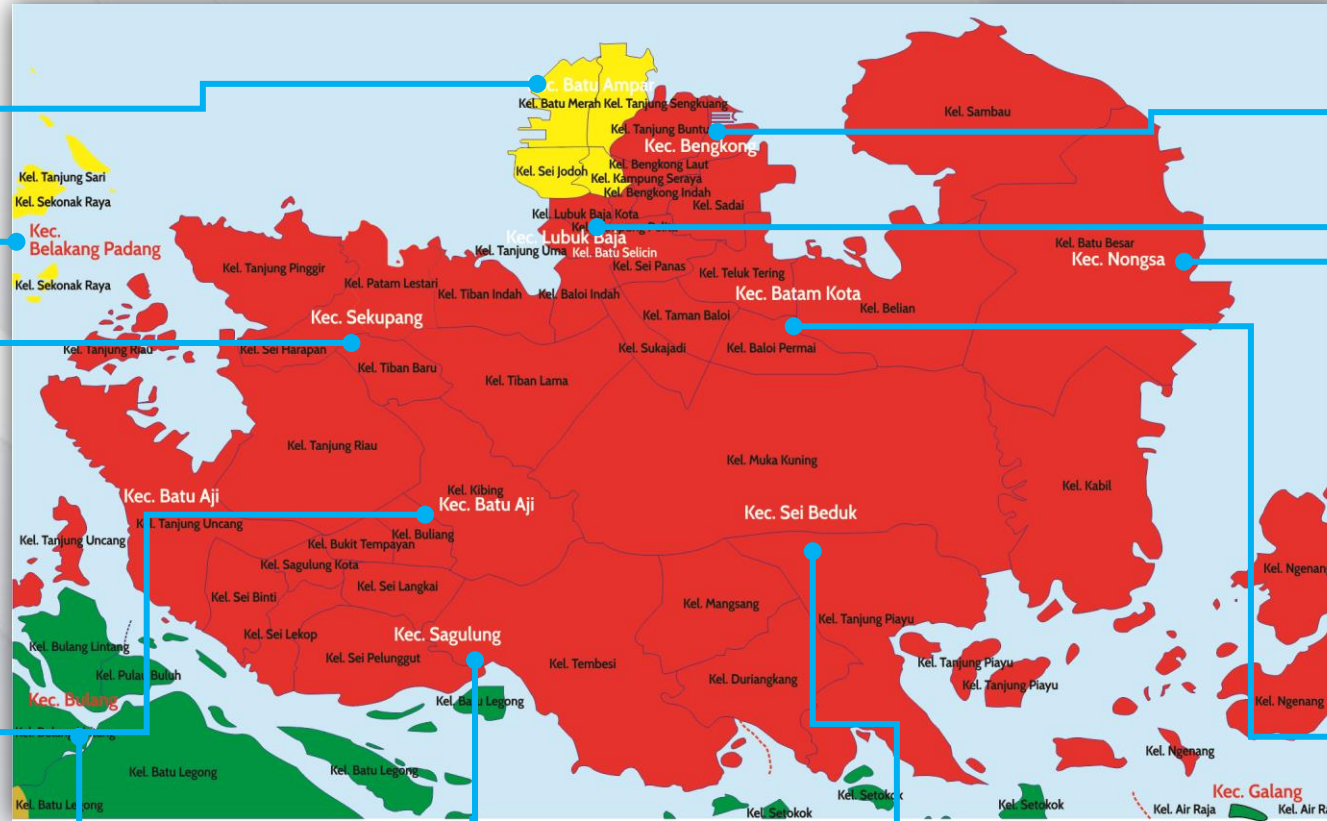 Kec. Batu Ampar
Kel. Batu Merah
Kel. Tanjung Sengkuang
Kel. Sambau
Kel. Tanjung Buntu
Kec. Bengkong
Kel. Bengkong Laut
Kel. Sei Jodoh
Kel. Kampung Seraya
Kel. Tanjung Sari
Kel. Bengkong Indah
Kel. Sekonak Raya
Kel. Sadai
Kel. Lubuk Baja Kota
Kec.
Belakang Padang
Kec. Lubuk Baja
Kel. Tanjung Uma
Kel. Batu Selicin
Kel. Batu Besar
Kec. Nongsa
Kel. Tanjung Pinggir
Kel. Sei Panas
Kel. Teluk Tering
Kel. Sekonak Raya
Kel. Patam Lestari
Kel. Tiban Indah
Kel. Baloi Indah
Kec. Batam Kota
Kel. Belian
Kec. Sekupang
Kel. Taman Baloi
Kel. Tanjung Riau
Kel. Sei Harapan
Kel. Sukajadi
Kel. Baloi Permai
Kel. Tiban Baru
Kel. Tiban Lama
Kel. Tanjung Riau
Kel. Muka Kuning
Kel. Kabil
Kel. Kibing
Kec. Batu Aji
Kec. Batu Aji
Kec. Sei Beduk
Kel. Tanjung Uncang
Kel. Tanjung Uncang
Kel. Buliang
Kel. Bukit Tempayan
Kel. Sagulung Kota
Kel. Ngenang
Kel. Sei Langkai
Kel. Sei Binti
Kel. Mangsang
Kel. Tanjung Piayu
Kel. Sei Lekop
Kec. Sagulung
Kel. Bulang Lintang
Kel. Sei Pelunggut
Kel. Tembesi
Kel. Tanjung Piayu
Kel. Pulau Buluh
Kel. Duriangkang
Kel. Tanjung Piayu
Kec. Bulang
Kel. Batu Legong
Kel. Ngenang
Kel. Bulang Lintang
Kel. Ngenang
Kel. Batu Legong
Kel. Batu Legong
Kec. Galang
Kel. Setokok
Kel. Batu Legong
Kel. Setokok
Kel. Setokok
Kel. Air Raja
Kel. Air Ra